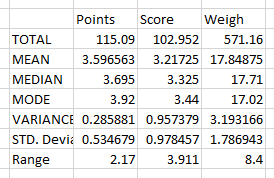 Points Score Weigh
TOTAL 115.09 102.952 571.16
MEAN 3.596563 3.21725 17.84875
MEDIAN 3.695 3.325 17.71
MODE 3.92 3.44 17.02
VARIANCE 0.285881 0.957379 3.193166
STD. Devia 0.534679 0.978457 1.786943
Range 2.17 3.911 8.4